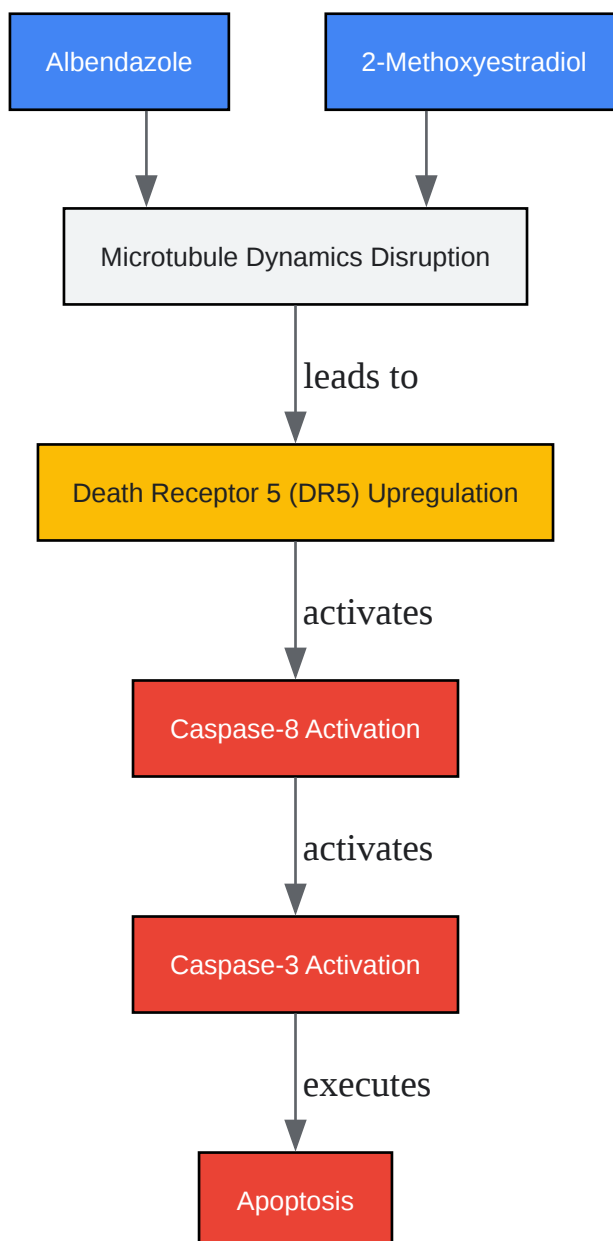 Albendazole
2-Methoxyestradiol
Microtubule Dynamics Disruption
leads to
Death Receptor 5 (DR5) Upregulation
activates
Caspase-8 Activation
activates
Caspase-3 Activation
executes
Apoptosis